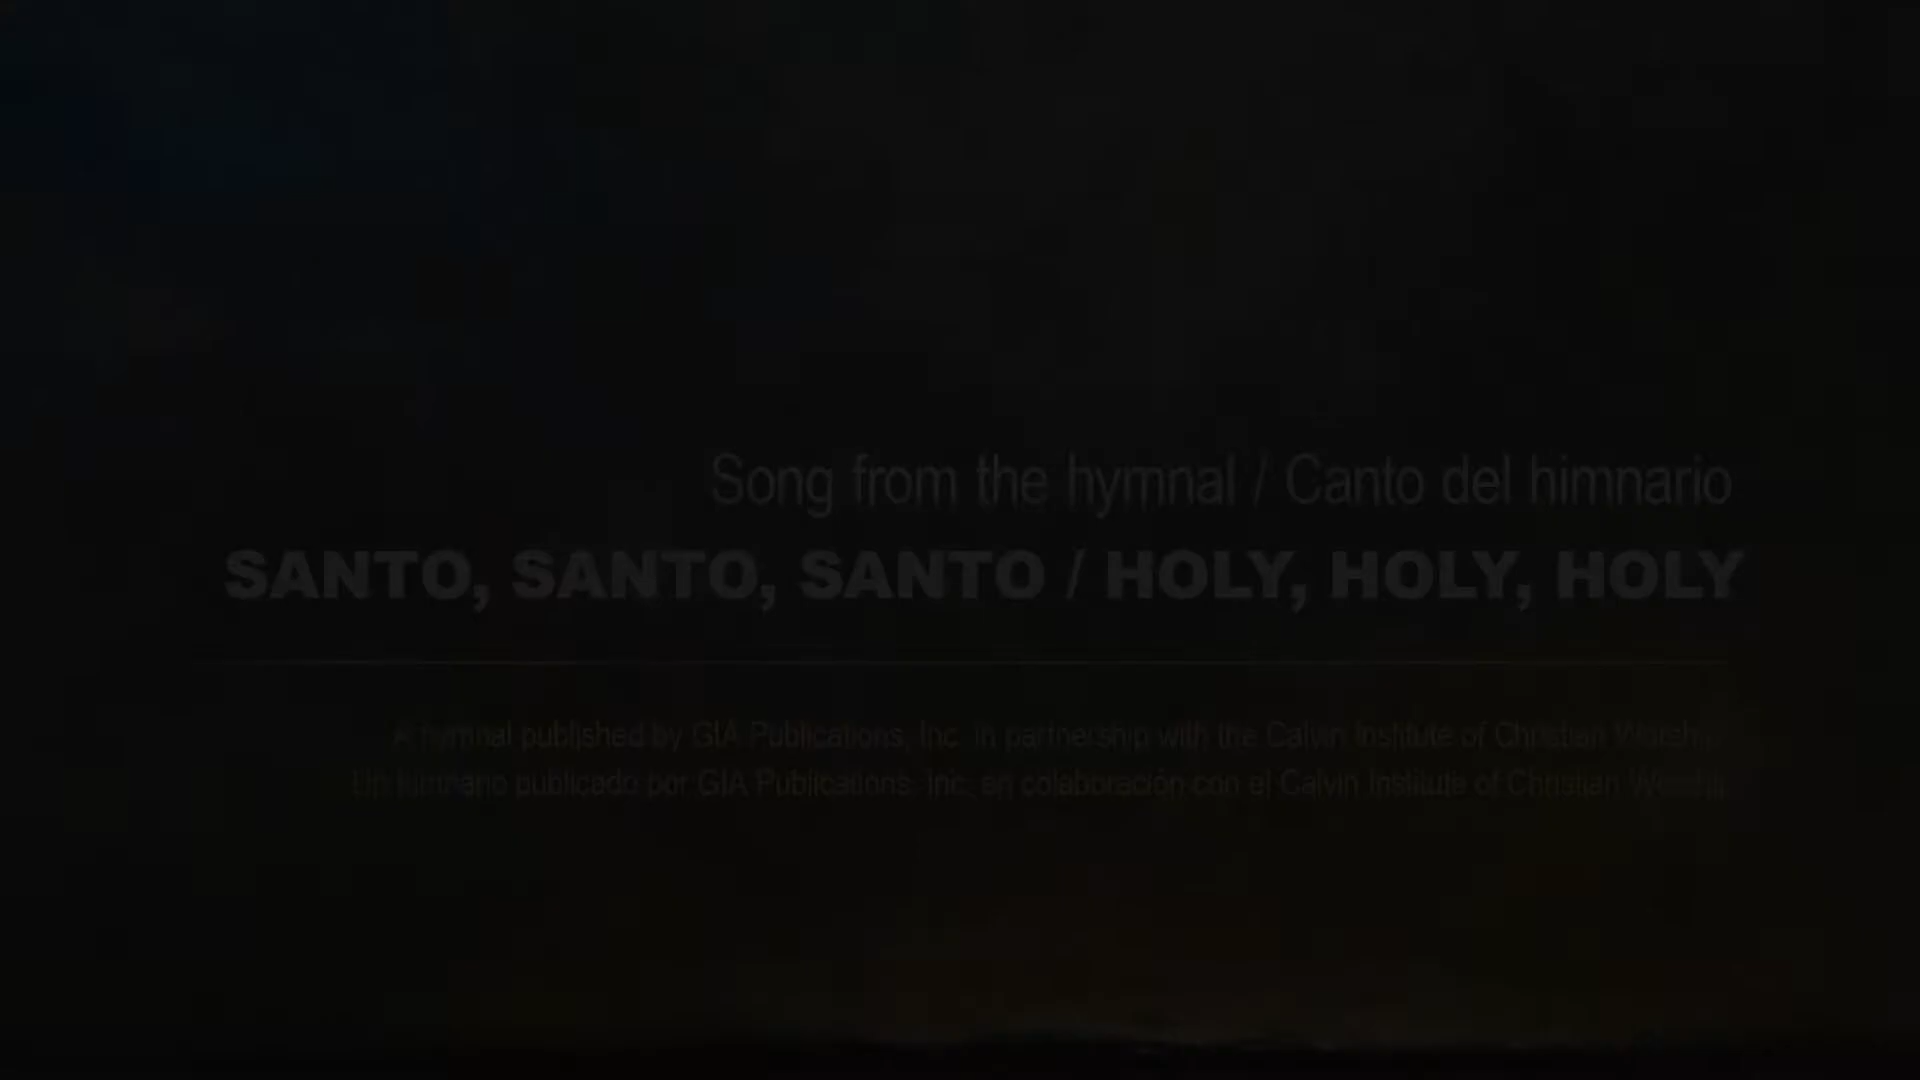 Song from the hymnal / Canto del himnario
SANTO, SANTO, SANTO / HOLY, HOLY, HOLY
A hymnal published by GIA Publications, Inc. in partnership with the Calvin Institute of Christian Worship
Un himnario publicado por GIA Publications, Inc. en colaboración con el Calvin Institute of Christian Worship